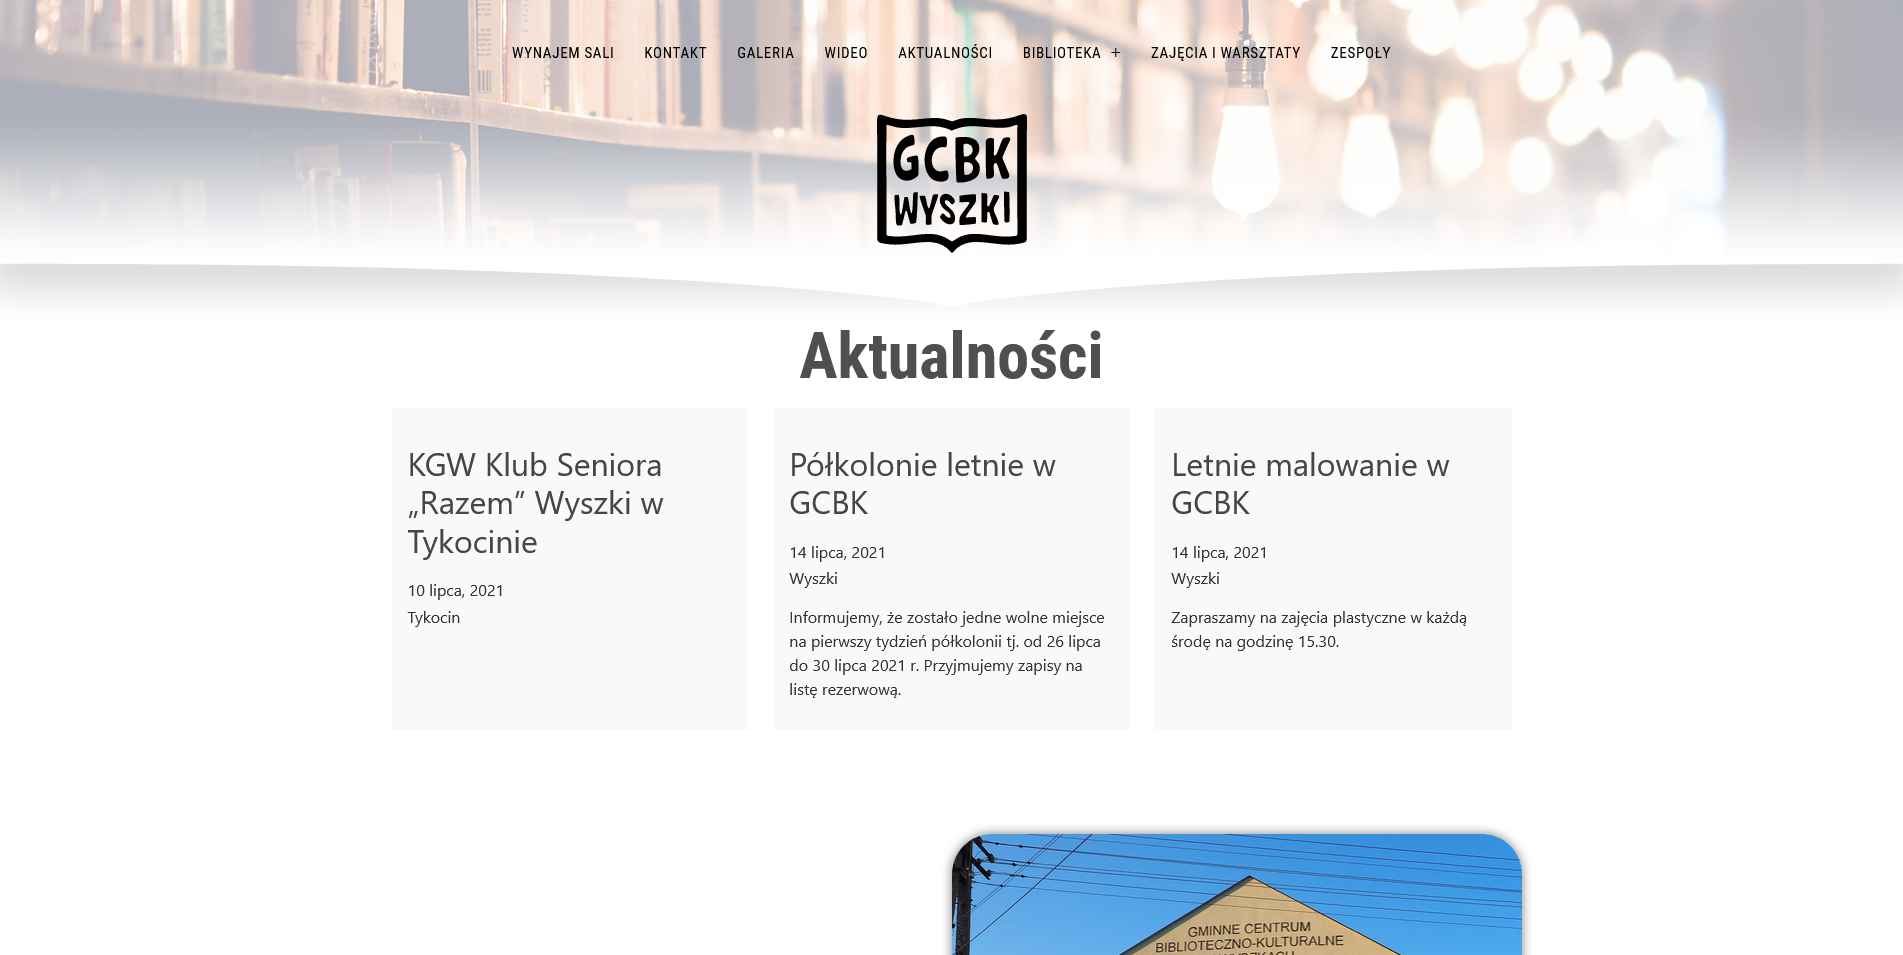 WYNAJEM SALI KONTAKT GALERIA WIDEO AKTUALNOŚCI BIBLIOTEKA + ZAJĘCIA I WARSZTATY ZESPOŁY
GCBK
WYSZKI
Aktualności
KGW Klub Seniora
„Razem” Wyszki w
Tykocinie
10 lipca, 2021
Tykocin
Półkolonie letnie w
GCBK
14 lipca, 2021
Wyszki
Informujemy, że zostało jedne wolne miejsce
na pierwszy tydzień półkolonii tj. od 26 lipca
do 30 lipca 2021 r. Przyjmujemy zapisy na
listę rezerwową.
Letnie malowanie w
GCBK
14 lipca, 2021
Wyszki
Zapraszamy na zajęcia plastyczne w każdą
środę na godzinę 15.30.
GMINNE CENTRUM
BIBLIOTECZNO-KULTURALNE